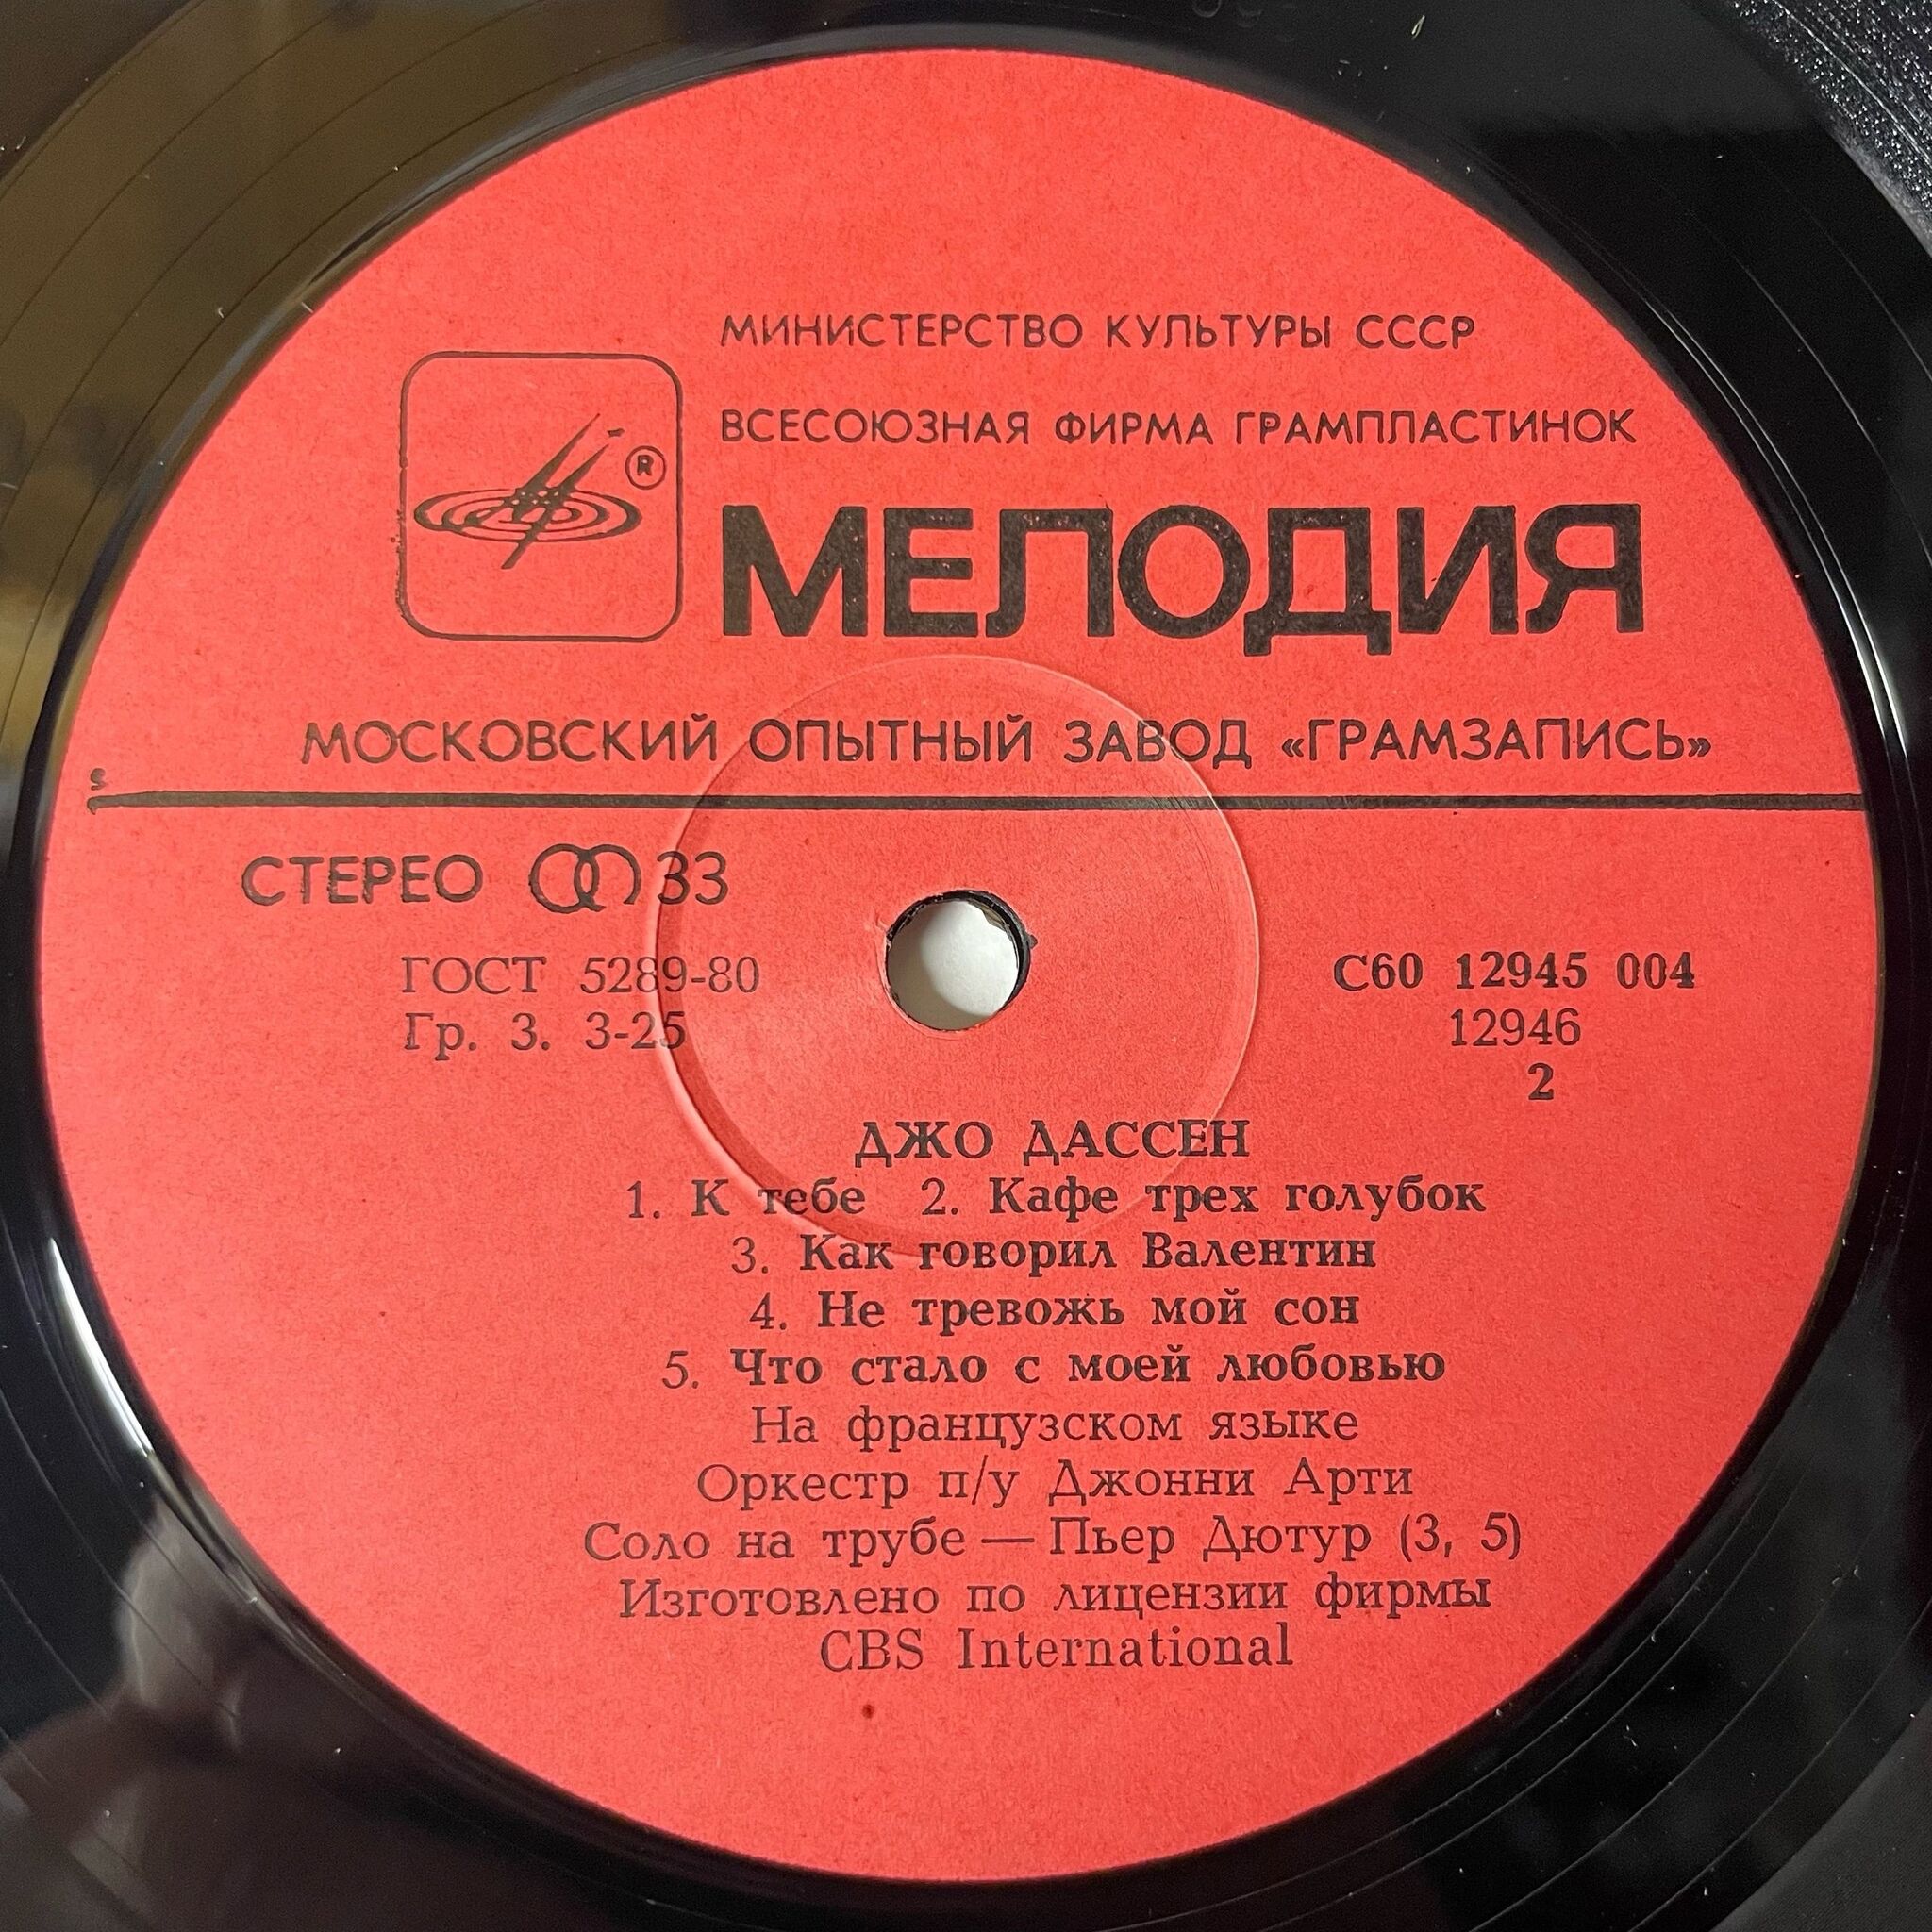 МИНИСТЕРСТВО КУЛЬТУРЫ СССР
ВСЕСОЮЗНАЯ ФИРМА ГРАМПЛАСТИНОК
®
МЕЛОДИЯ
МОСКОВСКИЙ ОПЫТНЫЙ ЗАВОД «ГРАМЗАПИСЬ»
СТЕРЕО 33
ГОСТ 5289-80
Гр. 3. 3-25
С60 12945 004
12946
2
ДЖО ДАССЕН
1. К тебе 2. Кафе трех голубок
3. Как говорил Валентин
4. Не тревожь мой сон
5. Что стало с моей любовью
На французском языке
Оркестр п/у Джонни Арти
Соло на трубе — Пьер Дютур (3, 5)
Изготовлено по лицензии фирмы
CBS International